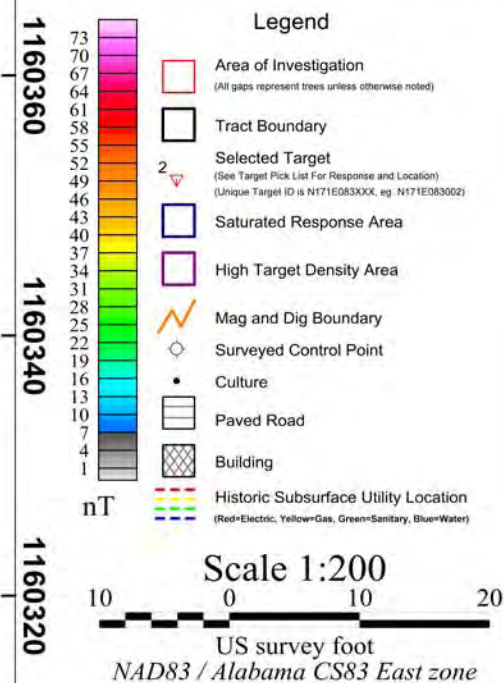 1160360
1160340
1160320
73
70
67
64
61
58
55
52
49
46
43
40
37
34
31
28
25
22
19
16
13
10
7
4
1
nT
Legend
Area of Investigation
(All gaps represent trees unless otherwise noted)
Tract Boundary
2
Selected Target
(See Target Pick List For Response and Location)
(Unique Target ID is N171E083XXX, eg. N171E083002)
Saturated Response Area
High Target Density Area
Mag and Dig Boundary
Surveyed Control Point
Culture
Paved Road
Building
Historic Subsurface Utility Location
(Red=Electric, Yellow=Gas, Green=Sanitary, Blue=Water)
Scale 1:200
10 0 10 20
US survey foot
NAD83 / Alabama CS83 East zone